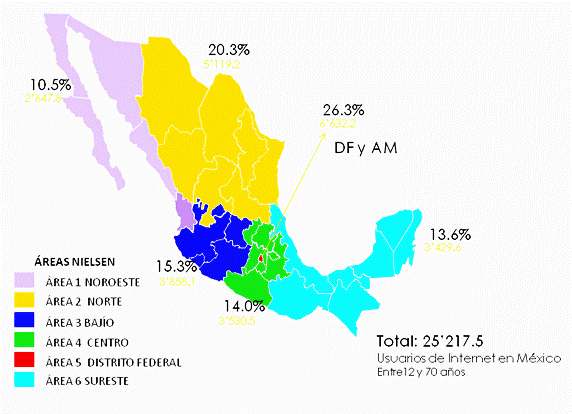 20.3%
5'119.2
10.5%
2'647.8
26.3%
6'632.2
DF y AM
13.6%
3'429.6
15.3%
3'858.1
14.0%
3'530.5
ÁREAS NIELSEN
ÁREA 1 NOROESTE
ÁREA 2 NORTE
ÁREA 3 BAJÍO
ÁREA 4 CENTRO
ÁREA 5 DISTRITO FEDERAL
ÁREA 6 SURESTE
Total: 25'217.5
Usuarios de Internet en México
Entre12 y 70 años